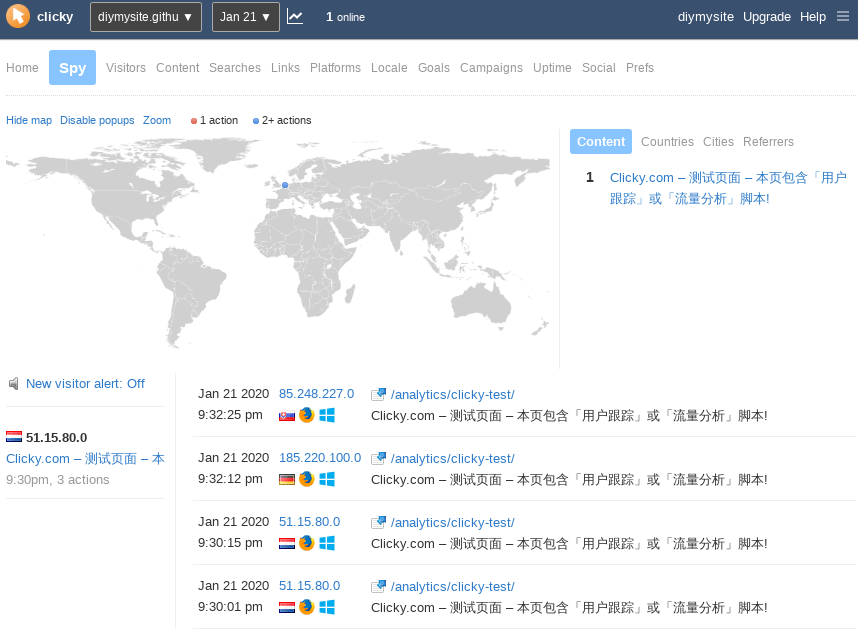 clicky diymysite.githu ▼ Jan 21 ▼ 1 online diymysite Upgrade Help
Home Spy Visitors Content Searches Links Platforms Locale Goals Campaigns Uptime Social Prefs
Hide map Disable popups Zoom 1 action 2+ actions
Content Countries Cities Referrers
1 Clicky.com – 测试页面 – 本页包含「用户
跟踪」或「流量分析」脚本!
New visitor alert: Off
51.15.80.0
Clicky.com – 测试页面 – 本
9:30pm, 3 actions
Jan 21 2020 85.248.227.0 /analytics/clicky-test/
9:32:25 pm Clicky.com – 测试页面 – 本页包含「用户跟踪」或「流量分析」脚本!
Jan 21 2020 185.220.100.0 /analytics/clicky-test/
9:32:12 pm Clicky.com – 测试页面 – 本页包含「用户跟踪」或「流量分析」脚本!
Jan 21 2020 51.15.80.0 /analytics/clicky-test/
9:30:15 pm Clicky.com – 测试页面 – 本页包含「用户跟踪」或「流量分析」脚本!
Jan 21 2020 51.15.80.0 /analytics/clicky-test/
9:30:01 pm Clicky.com – 测试页面 – 本页包含「用户跟踪」或「流量分析」脚本!